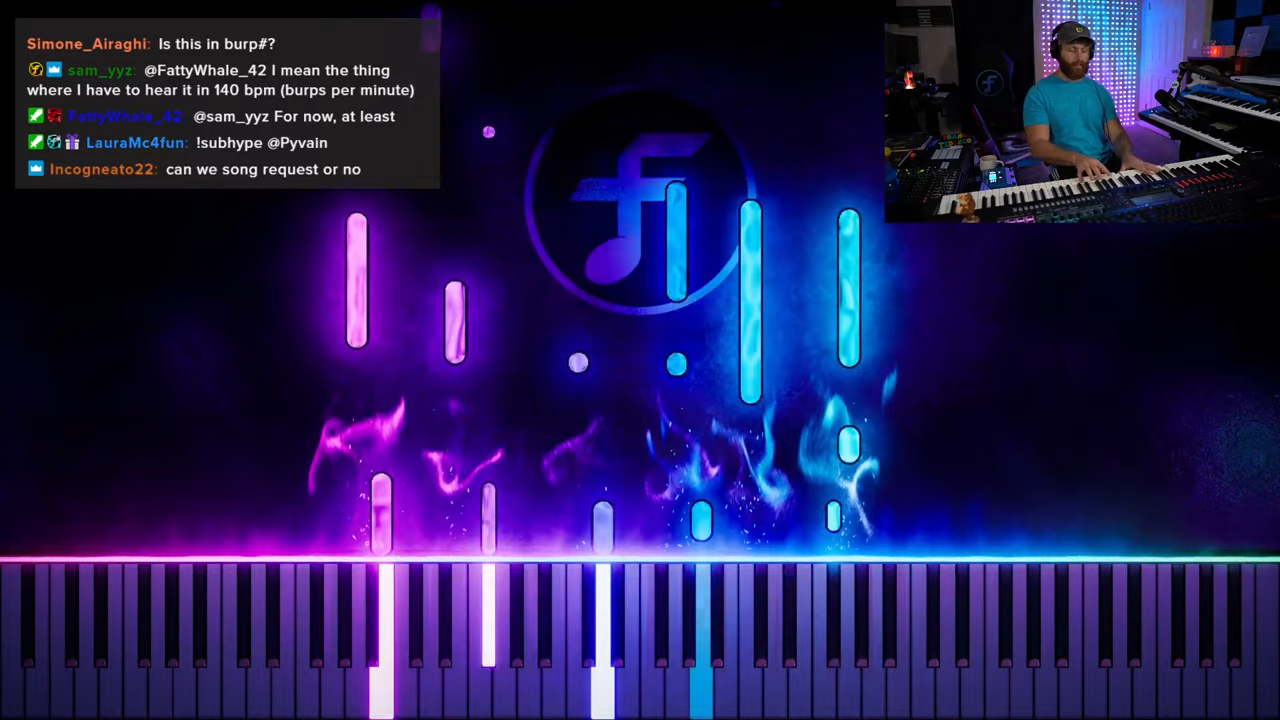 Simone_Airaghi: Is this in burp#?
sam_yyz: @FattyWhale_42 I mean the thing
where I have to hear it in 140 bpm (burps per minute)
FattyWhale_42: @sam_yyz For now, at least
LauraMc4fun: !subhype @Pyvain
Incogneato22: can we song request or no